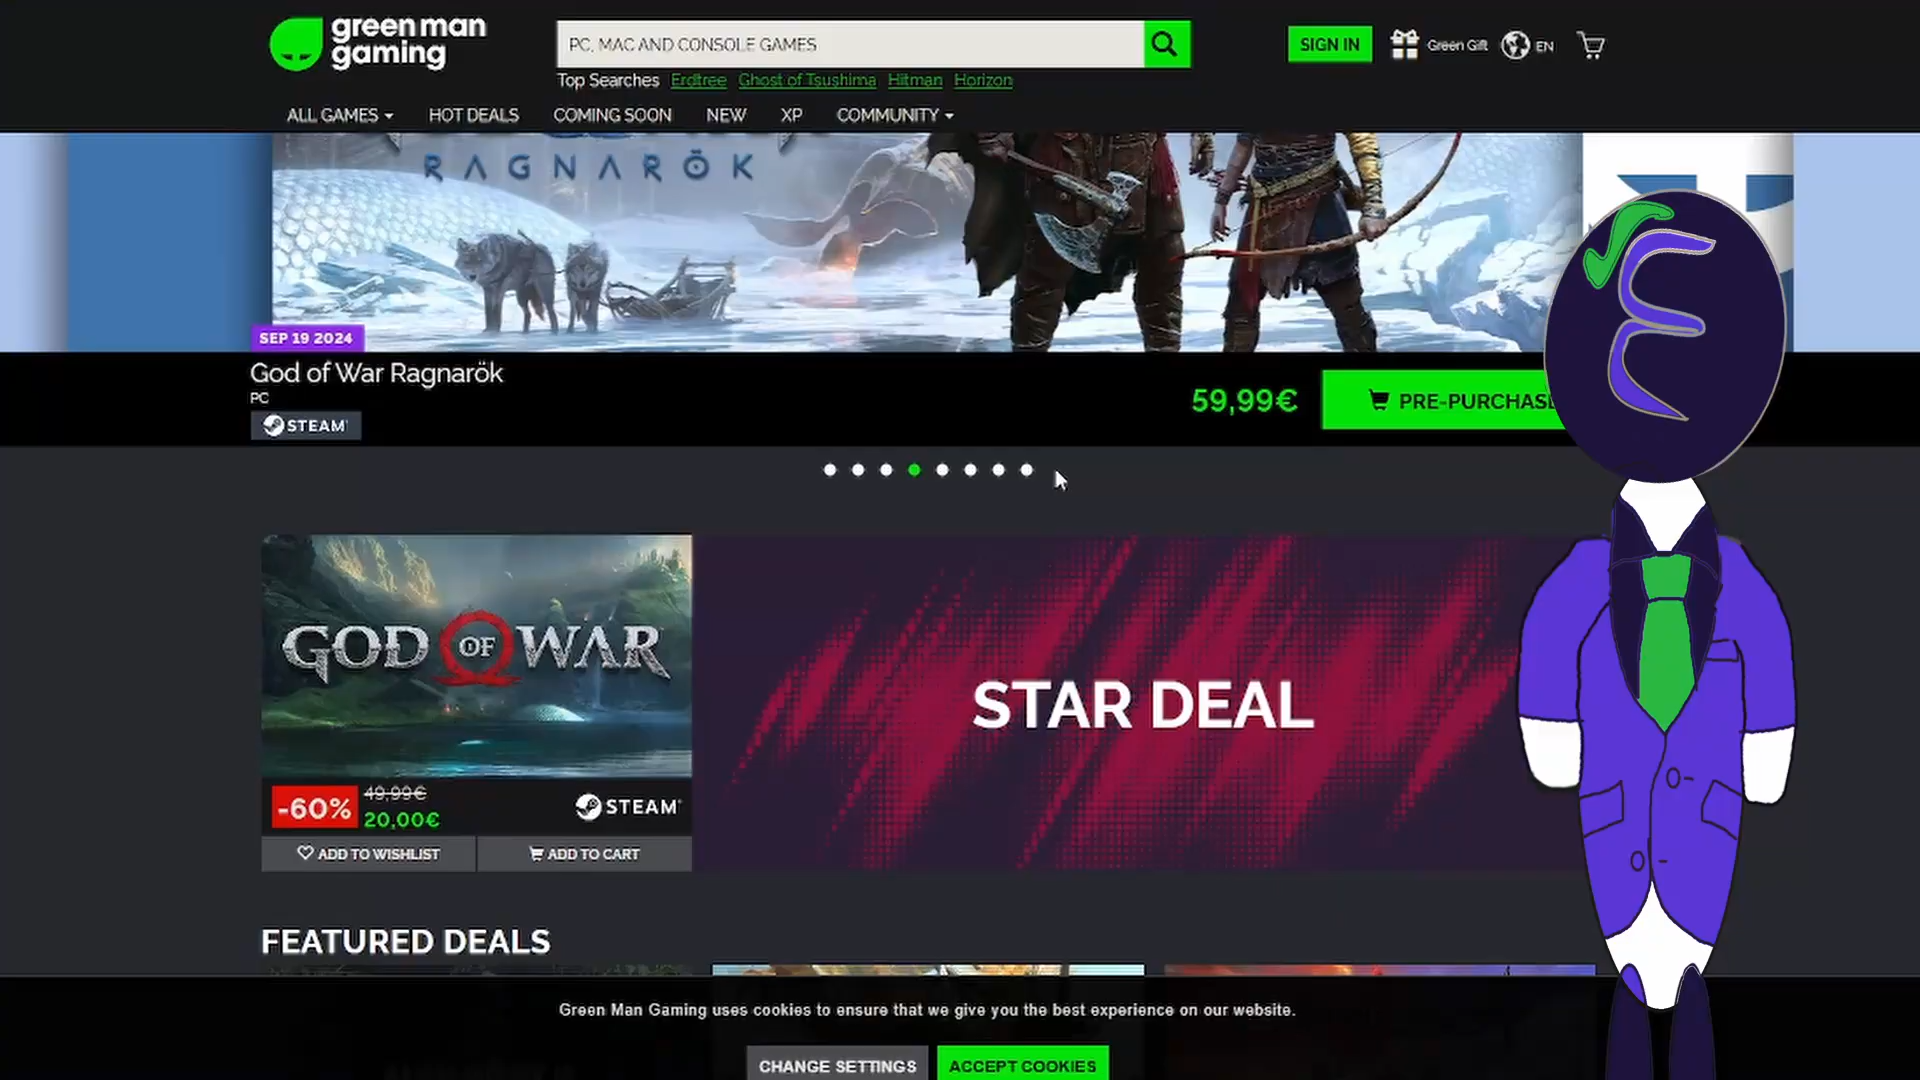 green man
gaming
PC, MAC AND CONSOLE GAMES
SIGN IN
Green Gift
EN
Top Searches Erdtree Ghost of Tsushima Hitman Horizon
ALL GAMES HOT DEALS COMING SOON NEW XP COMMUNITY
RAGNARÖK
SEP 19 2024
God of War Ragnarök
PC
STEAM
59,99€
PRE-PURCHASE
GOD OF WAR
STAR DEAL
-60%
49,99€
20,00€
STEAM
ADD TO WISHLIST
ADD TO CART
FEATURED DEALS
Green Man Gaming uses cookies to ensure that we give you the best experience on our website.
CHANGE SETTINGS
ACCEPT COOKIES